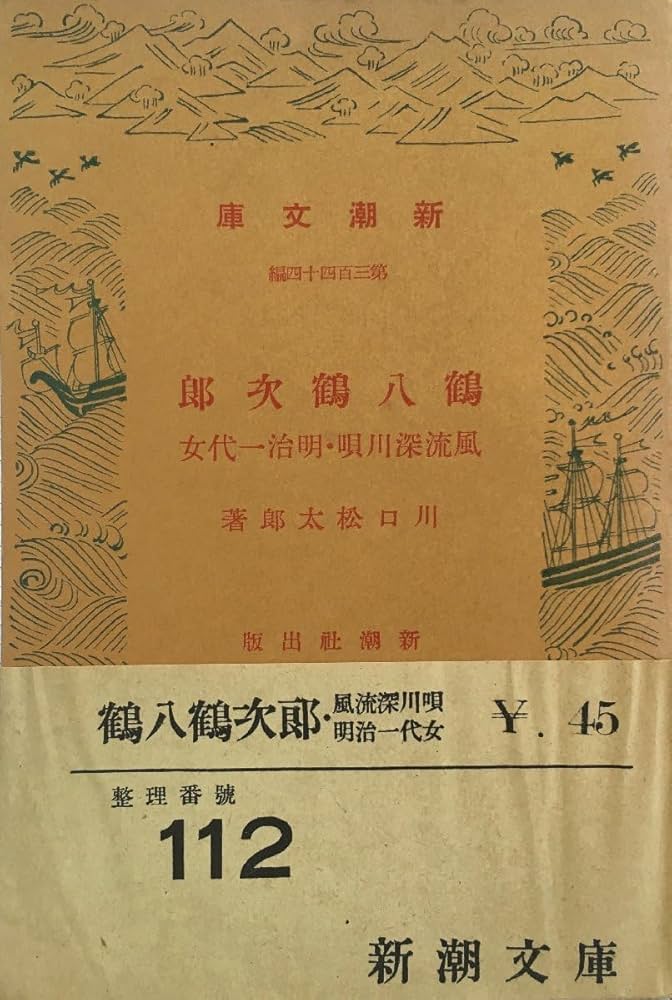 新潮文庫
第三百四十四編
鶴八鶴次郎
風流深川唄・明治一代女
川口松太郎著
新潮社出版
鶴八鶴次郎・風流深川唄
明治一代女
¥.45
整理番號
112
新潮文庫